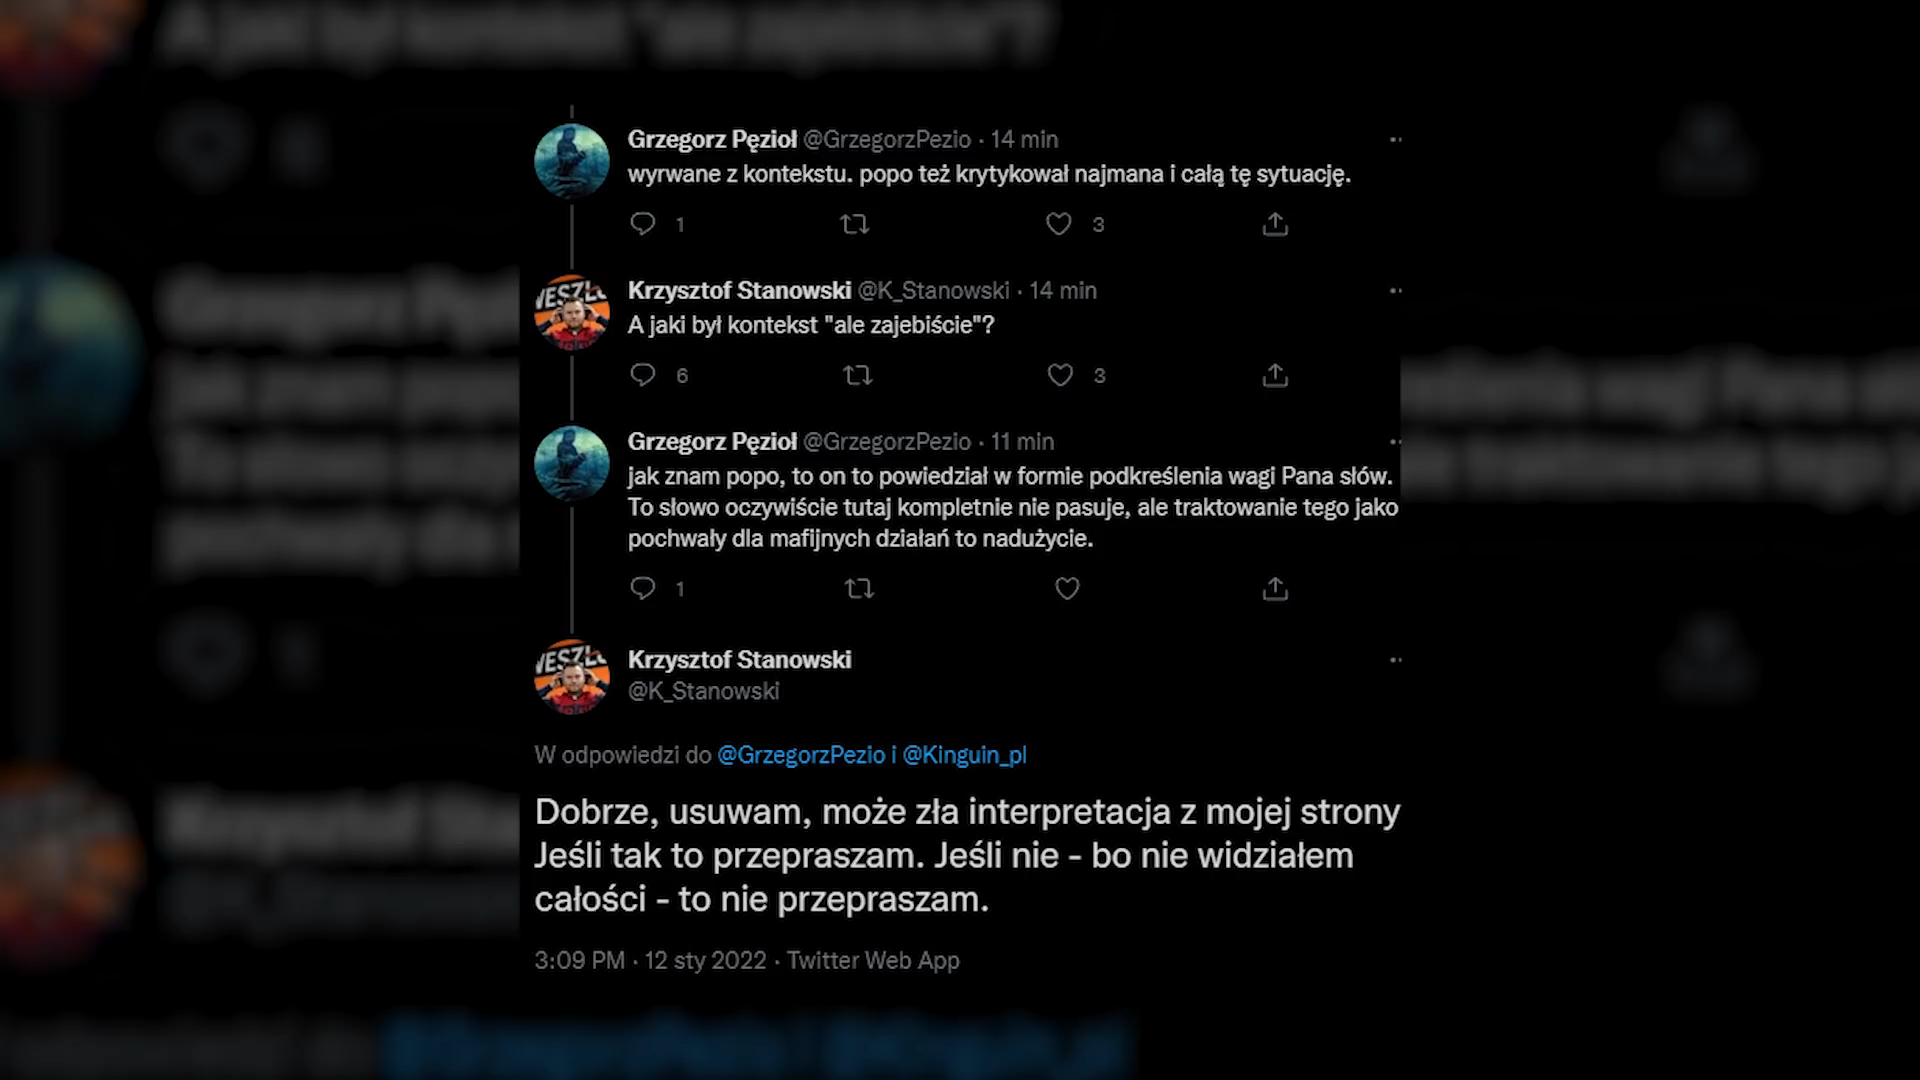 Grzegorz Pęzioł @GrzegorzPezio · 14 min
wyrwane z kontekstu. popo też krytykował najmana i całą tę sytuację.
1 3
Krzysztof Stanowski @K_Stanowski · 14 min
A jaki był kontekst "ale zajebiście"?
6 3
Grzegorz Pęzioł @GrzegorzPezio · 11 min
jak znam popo, to on to powiedział w formie podkreślenia wagi Pana słów.
To słowo oczywiście tutaj kompletnie nie pasuje, ale traktowanie tego jako
pochwały dla mafijnych działań to nadużycie.
1
Krzysztof Stanowski
@K_Stanowski
W odpowiedzi do @GrzegorzPezio i @Kinguin_pl
Dobrze, usuwam, może zła interpretacja z mojej strony
Jeśli tak to przepraszam. Jeśli nie - bo nie widziałem
całości - to nie przepraszam.
3:09 PM · 12 sty 2022 · Twitter Web App